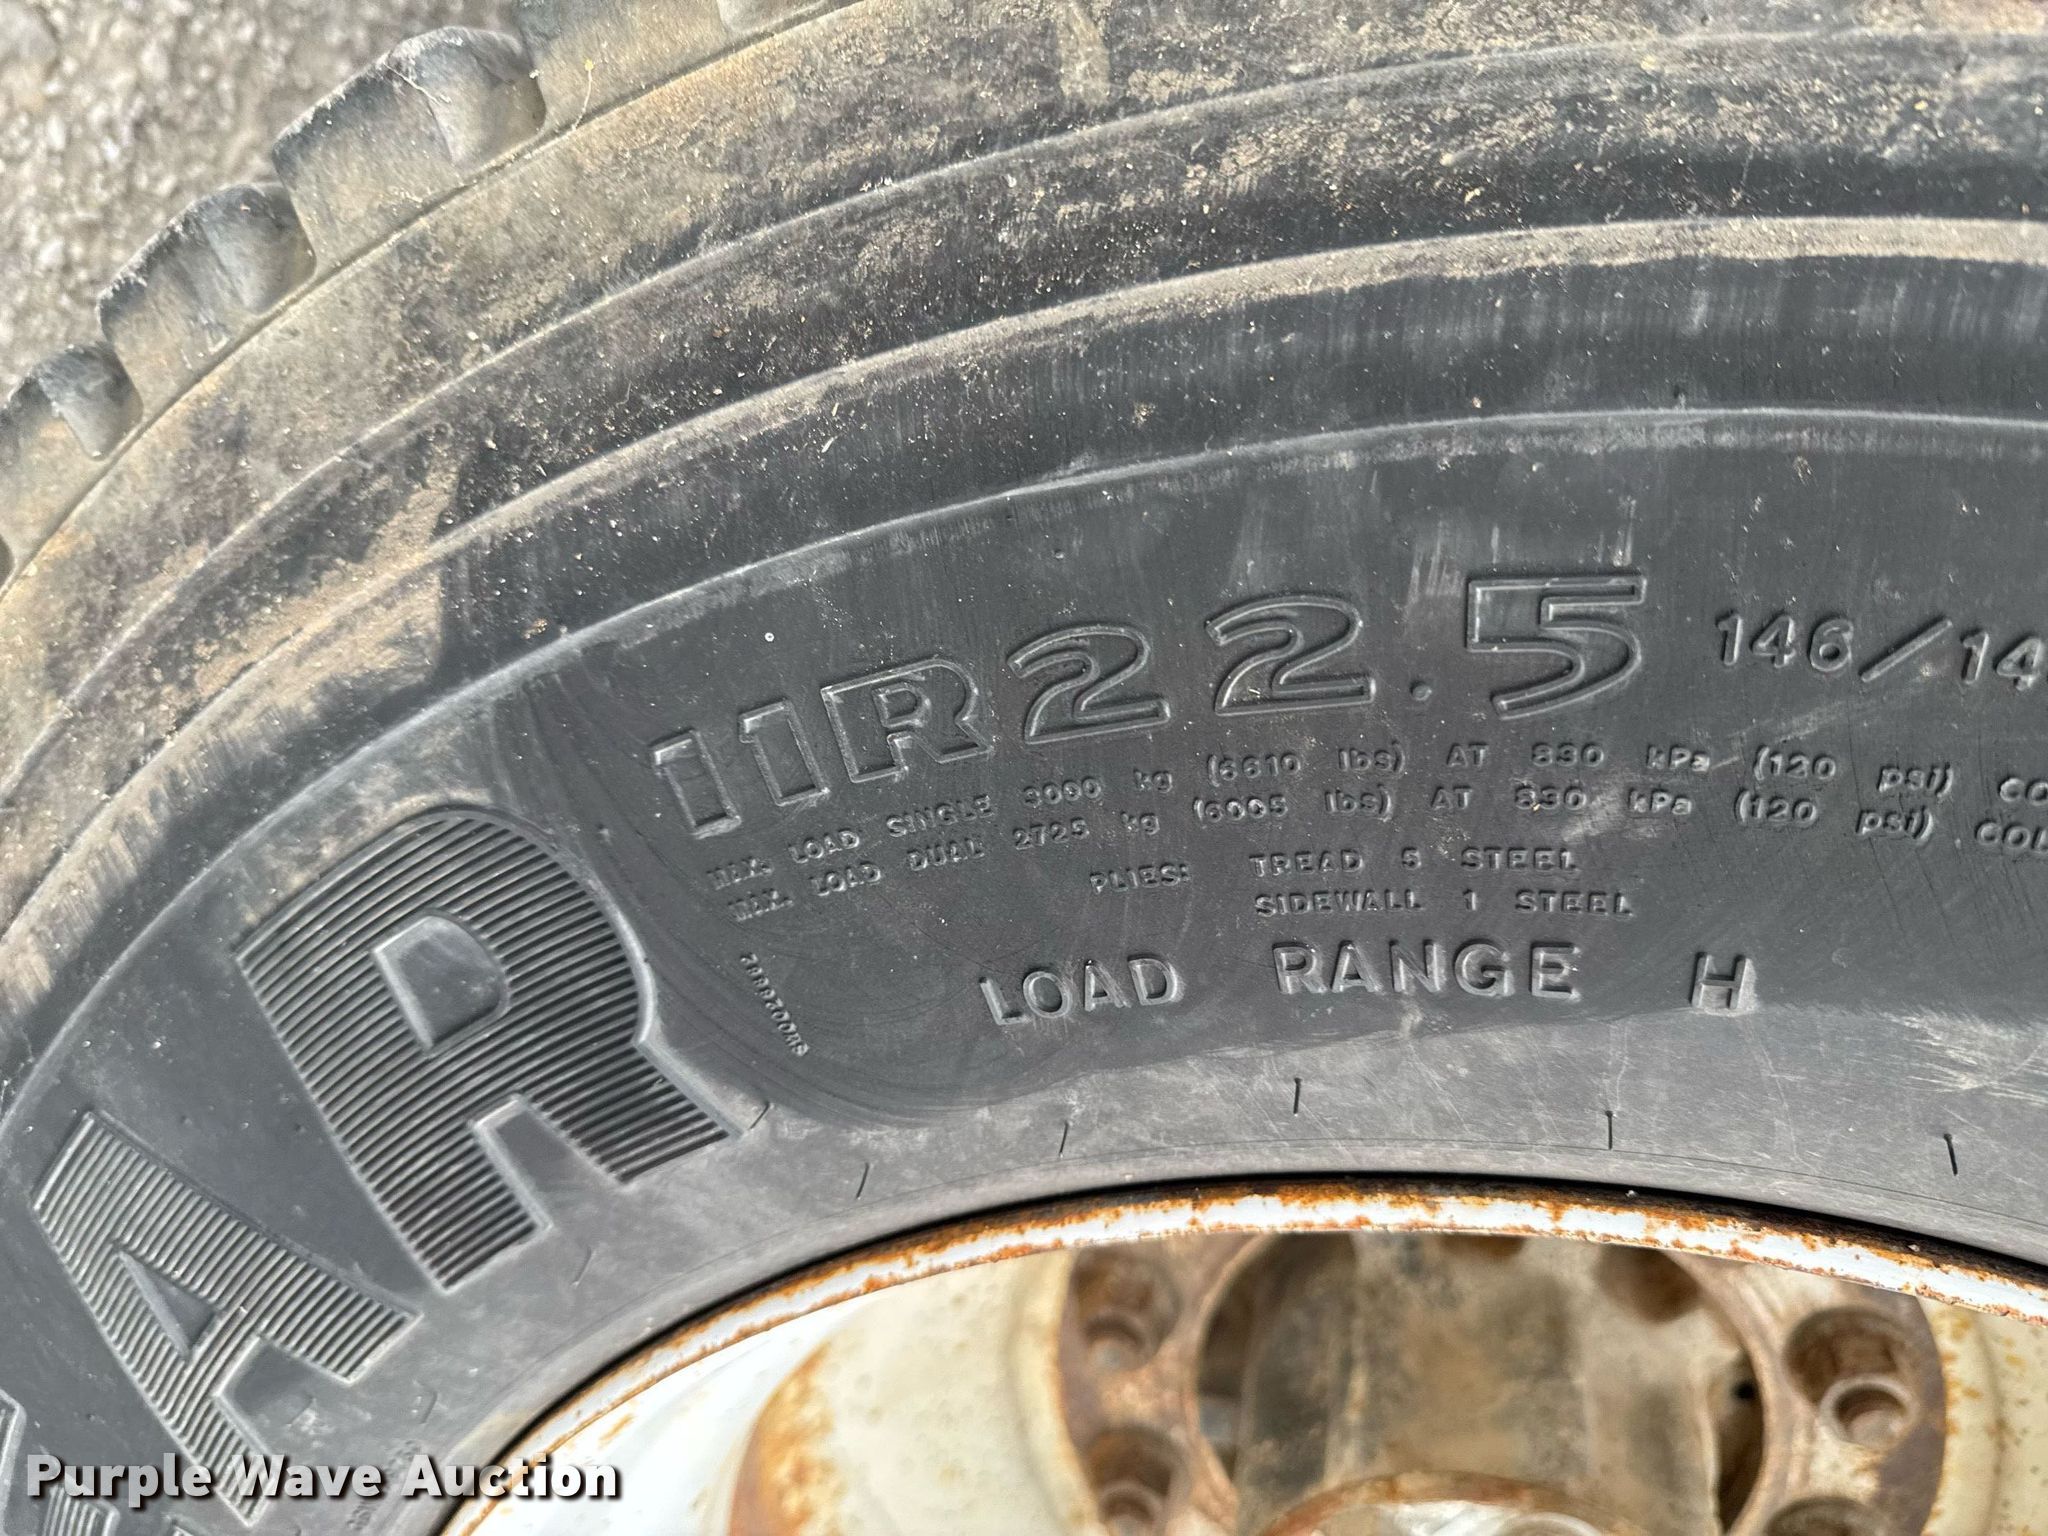 11R22.5 146/14
MAX. LOAD SINGLE 3000 kg (6610 lbs) AT 830 kPa (120 psi) CO
MAX. LOAD DUAL 2725 kg (6005 lbs) AT 830 kPa (120 psi) COL
PLIES: TREAD 5 STEEL
SIDEWALL 1 STEEL
LOAD RANGE H
AR
Purple Wave Auction